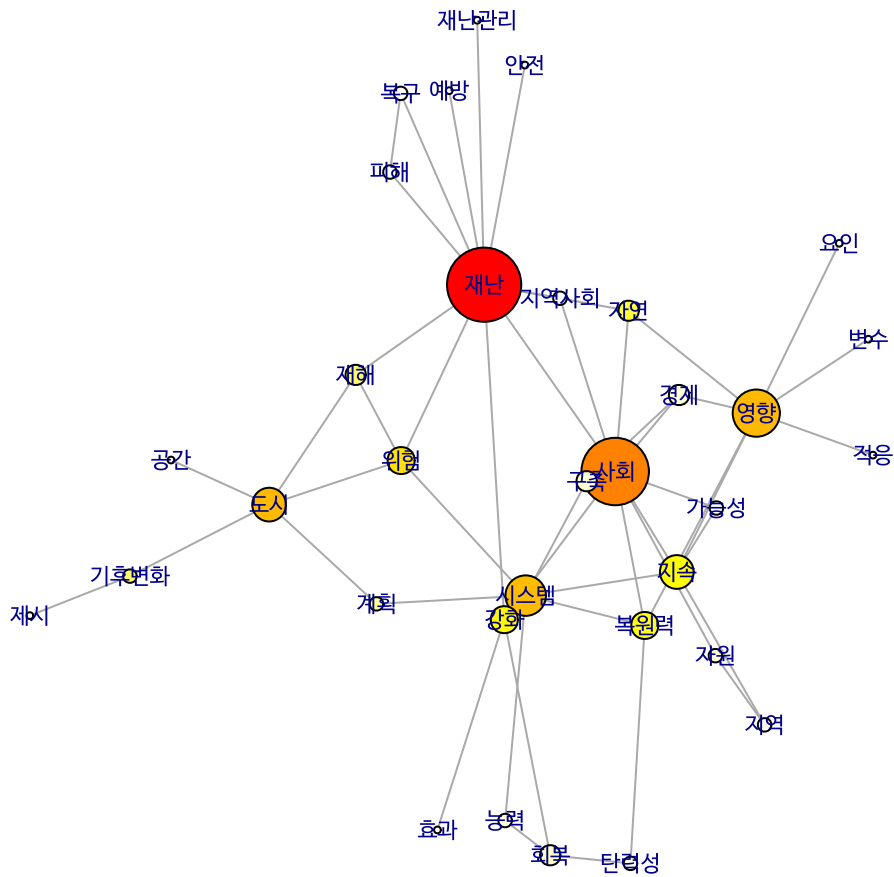 재난관리
안전
복구
예방
피해
요인
재난
지역사회
자연
변수
재해
경제
영향
공간
위험
사회
적응
구축
도시
가능성
기후변화
지속
제시
계획
시스템
강화
복원력
자원
지역
효과
능력
회복
탄력성